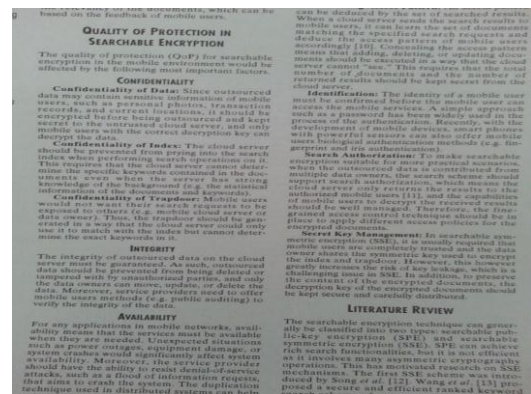 based on the feedback of mobile users.
QUALITY OF PROTECTION IN
SEARCHABLE ENCRYPTION
The quality of protection (QoP) for searchable
encryption in the mobile environment would be
affected by the following most important factors.
CONFIDENTIALITY
Confidentiality of Data: Since outsourced
data may contain sensitive information of mobile
users, such as personal photos, transaction
records, and current locations, it should be
encrypted before being outsourced and kept
secret to the untrusted cloud server, and only
mobile users with the correct decryption key can
decrypt the data.
Confidentiality of Index: The cloud server
should be prevented from prying into the search
index when performing search operations on it.
This requires that the cloud server cannot deter-
mine the specific keywords contained in the doc-
uments even when the server has strong
knowledge of the background (e.g. the statistical
information of the documents and keywords).
Confidentiality of Trapdoor: Mobile users
would not want their search requests to be
exposed to others (e.g. mobile cloud server or
data owner). Thus, the trapdoor should be gen-
erated in a way that the cloud server could only
use it to match with the index but cannot deter-
mine the exact keywords in it.
INTEGRITY
The integrity of outsourced data on the cloud
server must be guaranteed. As such, outsourced
data should be prevented from being deleted or
tampered with by unauthorized parties, and only
the data owners can move, update, or delete the
data. Moreover, service providers need to offer
mobile users methods (e.g. public auditing) to
verify the integrity of the data.
AVAILABILITY
For any applications in mobile networks, avail-
ability means that the services must be available
when they are needed. Unexpected situations
such as power outages, equipment damage, or
system crashes would significantly affect system
availability. Moreover, the service provider
should have the ability to resist denial-of-service
attacks, such as a flood of information requests,
that aims to crash the system. The duplication
technique used in distributed systems can help
can be deduced by the set of searched results
When a cloud server sends the search results to
mobile users, it can learn the set of documents
matching the specified search requests and
deduce the access pattern of mobile users
accordingly [10]. Concealing the access pattern
means that adding, deleting, or updating docu-
ments should be executed in a way that the cloud
server cannot "see." This requires that the total
number of documents and the number of
returned results should be kept secret from the
cloud server.
Identification: The identity of a mobile user
must be confirmed before the mobile user can
access the mobile services. A simple approach
such as a password has been widely used in the
process of the authentication. Recently, with the
development of mobile devices, smart phone
with powerful sensors can also offer mobile
users biological authentication methods (e.g. fin-
gerprint and iris authentication).
Search Authorization: To make searchable
encryption suitable for more practical scenarios,
when the outsourced data is contributed from
multiple data owners, the search scheme should
support search authorization, which means the
cloud server only return the results to the
authorized mobile users, and the capabilities
of mobile users to decrypt the received results
should be well managed. Therefore, a fine-
grained access control technique should be in
place to apply different access policies for the
encrypted documents.
Secret Key Management: In searchable sym-
metric encryption (SSE), it is usually required that
mobile users are completely trusted and the data
owner shares the symmetric key used to encrypt
the index and trapdoor. However, this however
greatly increases the risk of key leakage, which is a
challenging issue in SSE. In addition, to preserve
the content of the encrypted documents, the
decryption key of the encrypted documents should
be kept secure and carefully distributed.
LITERATURE REVIEW
The searchable encryption technique can gener-
ally be classified into two types: searchable pub-
lic-key encryption (SPE) and searchable
symmetric encryption (SSE). SPE can achieve
rich search functionalities, but it is not efficient
as it involves many asymmetric cryptography
operations. This has motivated research on SSE
mechanisms. The first SSE scheme was intro-
duced by Song et al. [12]. Wang et al. [13] pro-
posed a secure and efficient ranked keyword